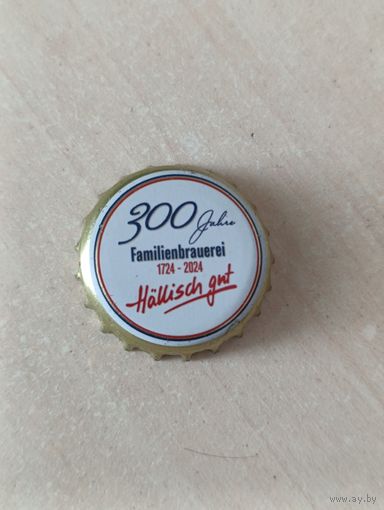 300 Jahre
Familienbrauerei
1724 - 2024
Hällisch gut
www.ay.by